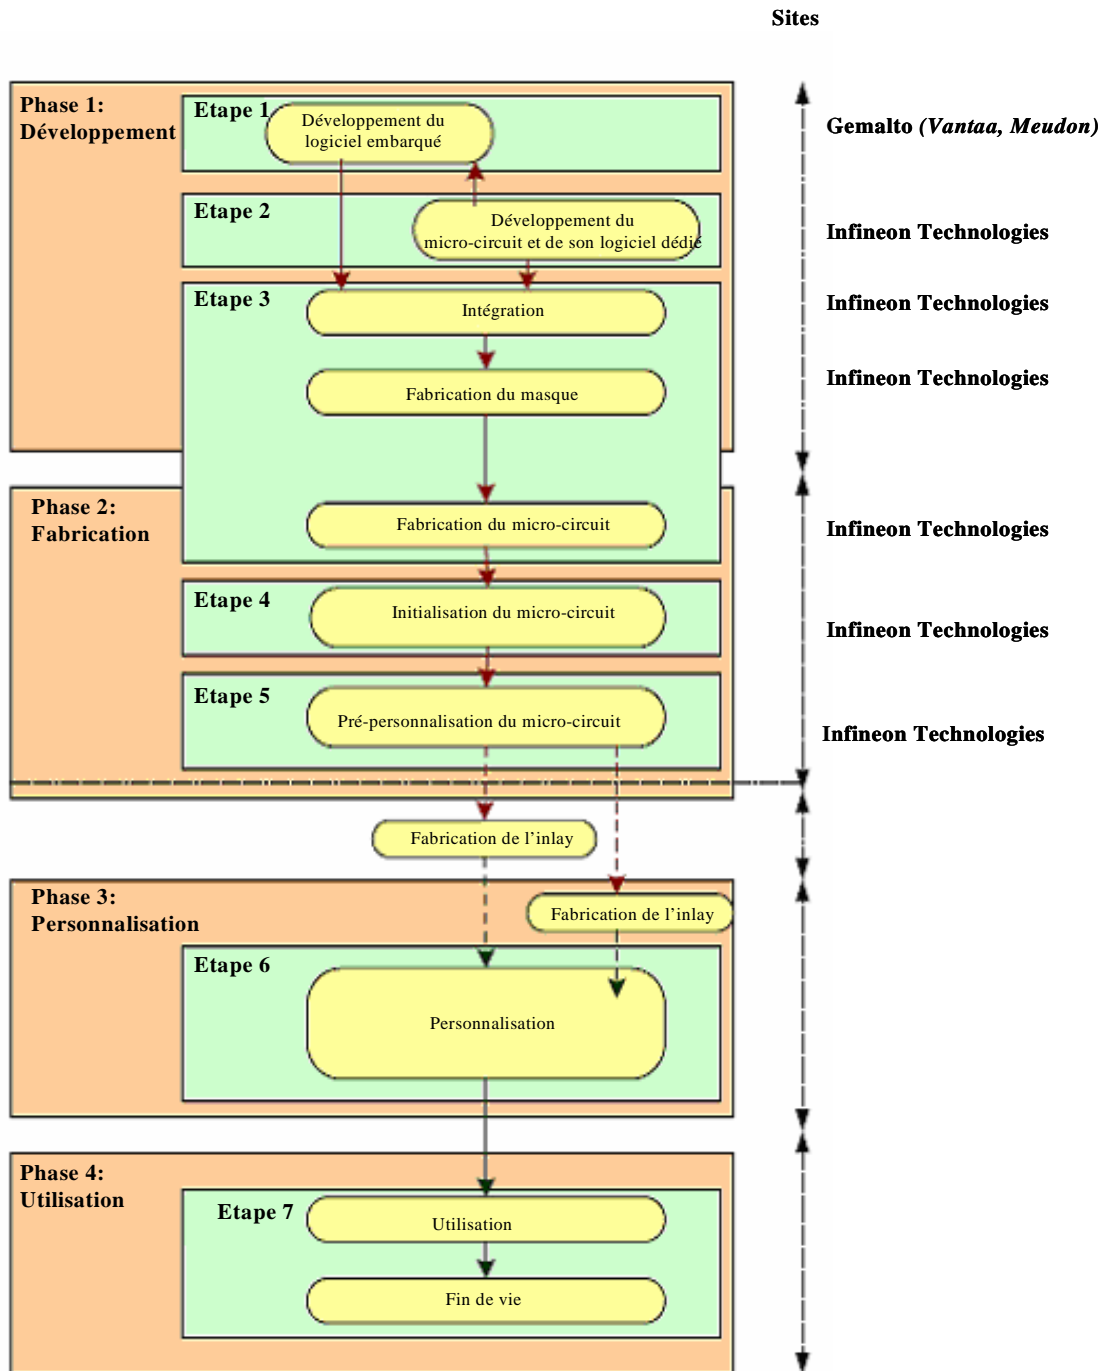 Sites
Phase 1:
Développement
Etape 1
Développement du
logiciel embarqué
Gemalto (Vantaa, Meudon)
Etape 2
Développement du
micro-circuit et de son logiciel dédié
Infineon Technologies
Etape 3
Intégration
Infineon Technologies
Fabrication du masque
Infineon Technologies
Phase 2:
Fabrication
Fabrication du micro-circuit
Infineon Technologies
Etape 4
Initialisation du micro-circuit
Infineon Technologies
Etape 5
Pré-personnalisation du micro-circuit
Infineon Technologies
Fabrication de l'inlay
Phase 3:
Personnalisation
Fabrication de l'inlay
Etape 6
Personnalisation
Phase 4:
Utilisation
Etape 7
Utilisation
Fin de vie